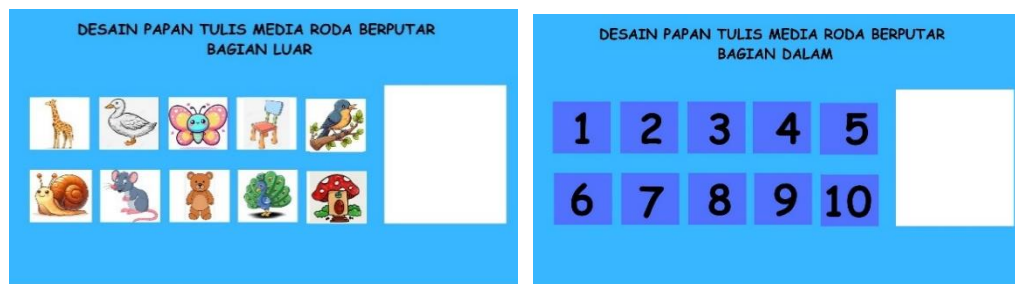 DESAIN PAPAN TULIS MEDIA RODA BERPUTAR
BAGIAN LUAR
DESAIN PAPAN TULIS MEDIA RODA BERPUTAR
BAGIAN DALAM
1 2 3 4 5
6 7 8 9 10